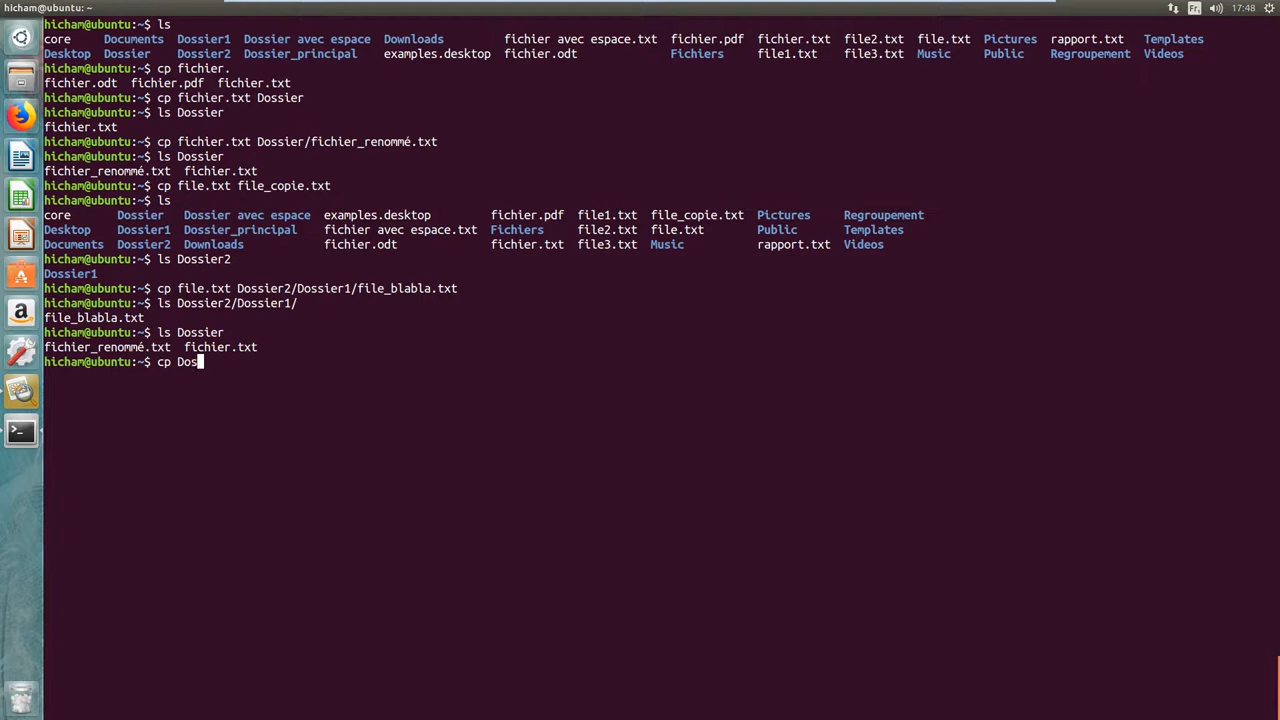 hicham@ubuntu: ~ Fr 17:48
hicham@ubuntu:~$ ls
core Documents Dossier1 Dossier avec espace Downloads fichier avec espace.txt fichier.pdf fichier.txt file2.txt file.txt Pictures rapport.txt Templates
Desktop Dossier Dossier2 Dossier_principal examples.desktop fichier.odt Fichiers file1.txt file3.txt Music Public Regroupement Videos
hicham@ubuntu:~$ cp fichier.
fichier.odt fichier.pdf fichier.txt
hicham@ubuntu:~$ cp fichier.txt Dossier
hicham@ubuntu:~$ ls Dossier
fichier.txt
hicham@ubuntu:~$ cp fichier.txt Dossier/fichier_renommé.txt
hicham@ubuntu:~$ ls Dossier
fichier_renommé.txt fichier.txt
hicham@ubuntu:~$ cp file.txt file_copie.txt
hicham@ubuntu:~$ ls
core Dossier Dossier avec espace examples.desktop fichier.pdf file1.txt file_copie.txt Pictures Regroupement
Desktop Dossier1 Dossier_principal fichier avec espace.txt Fichiers file2.txt file.txt Public Templates
Documents Dossier2 Downloads fichier.odt fichier.txt file3.txt Music rapport.txt Videos
hicham@ubuntu:~$ ls Dossier2
Dossier1
hicham@ubuntu:~$ cp file.txt Dossier2/Dossier1/file_blabla.txt
hicham@ubuntu:~$ ls Dossier2/Dossier1/
file_blabla.txt
hicham@ubuntu:~$ ls Dossier
fichier_renommé.txt fichier.txt
hicham@ubuntu:~$ cp Dos